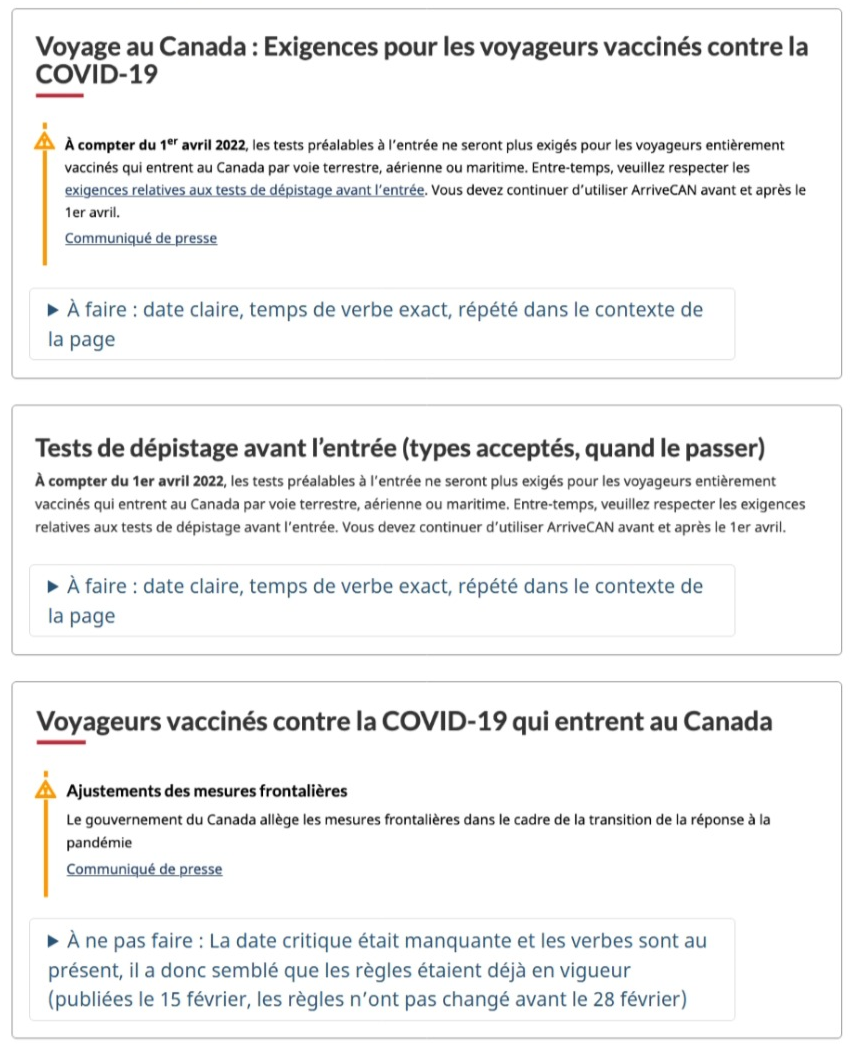 Voyage au Canada : Exigences pour les voyageurs vaccinés contre la
COVID-19
À compter du 1er avril 2022, les tests préalables à l’entrée ne seront plus exigés pour les voyageurs entièrement
vaccinés qui entrent au Canada par voie terrestre, aérienne ou maritime. Entre-temps, veuillez respecter les
exigences relatives aux tests de dépistage avant l’entrée. Vous devez continuer d’utiliser ArriveCAN avant et après le
1er avril.
Communiqué de presse
▶ À faire : date claire, temps de verbe exact, répété dans le contexte de
la page
Tests de dépistage avant l’entrée (types acceptés, quand le passer)
À compter du 1er avril 2022, les tests préalables à l’entrée ne seront plus exigés pour les voyageurs entièrement
vaccinés qui entrent au Canada par voie terrestre, aérienne ou maritime. Entre-temps, veuillez respecter les exigences
relatives aux tests de dépistage avant l’entrée. Vous devez continuer d’utiliser ArriveCAN avant et après le 1er avril.
▶ À faire : date claire, temps de verbe exact, répété dans le contexte de
la page
Voyageurs vaccinés contre la COVID-19 qui entrent au Canada
Ajustements des mesures frontalières
Le gouvernement du Canada allège les mesures frontalières dans le cadre de la transition de la réponse à la
pandémie
Communiqué de presse
▶ À ne pas faire : La date critique était manquante et les verbes sont au
présent, il a donc semblé que les règles étaient déjà en vigueur
(publiées le 15 février, les règles n’ont pas changé avant le 28 février)